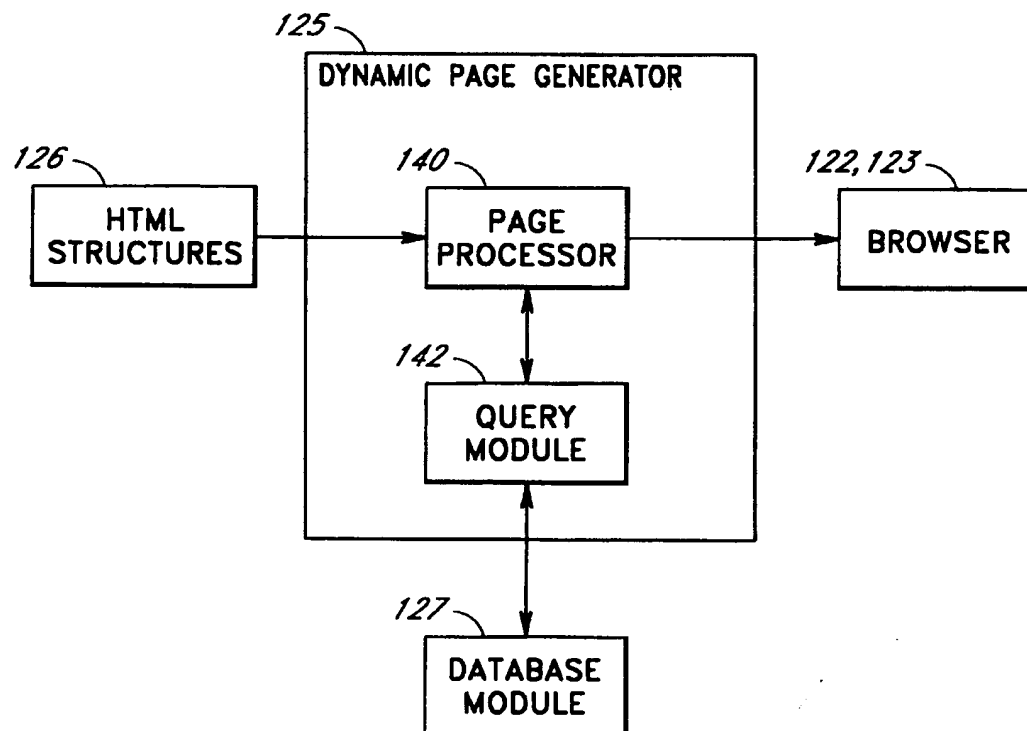 125
DYNAMIC PAGE GENERATOR
126
HTML
STRUCTURES
140
PAGE
PROCESSOR
122, 123
BROWSER
142
QUERY
MODULE
127
DATABASE
MODULE